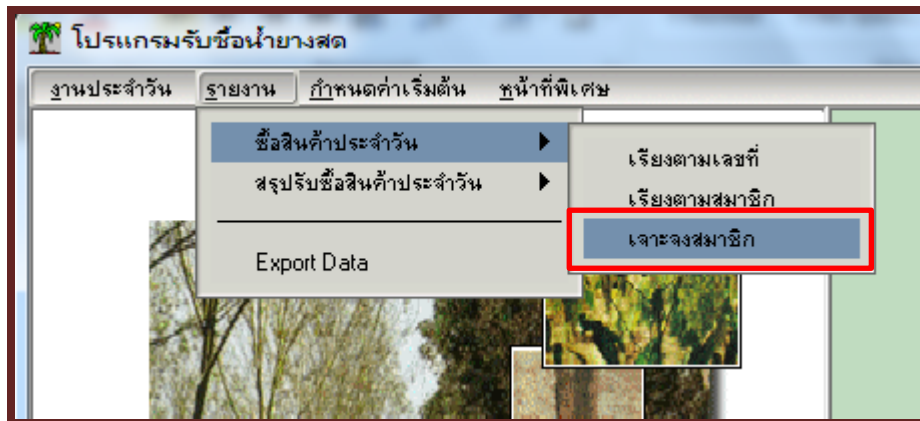 โปรแกรมรับซื้อน้ำยางสด
งานประจำวัน รายงาน กำหนดค่าเริ่มต้น หน้าที่พิเศษ
ซื้อสินค้าประจำวัน
สรุปรับซื้อสินค้าประจำวัน
Export Data
เรียงตามเลขที่
เรียงตามสมาชิก
เจาะจงสมาชิก